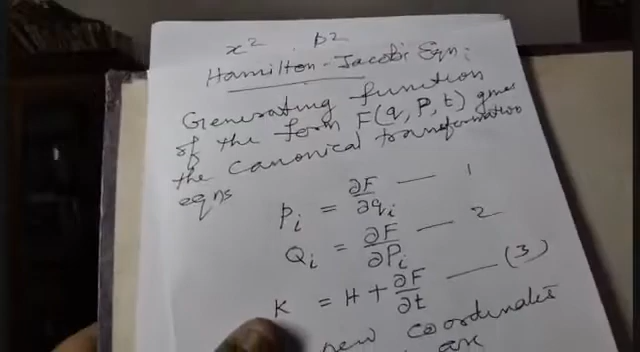 x² p2
Hamilton-Jacobi Eqn:
Generating function
of the form F(q, P, t) gives
the canonical transformation
eqns
pᵢ = ∂F/∂qᵢ — 1
Qᵢ = ∂F/∂Pᵢ — 2
K = H + ∂F/∂t — (3)
new coordinates
are